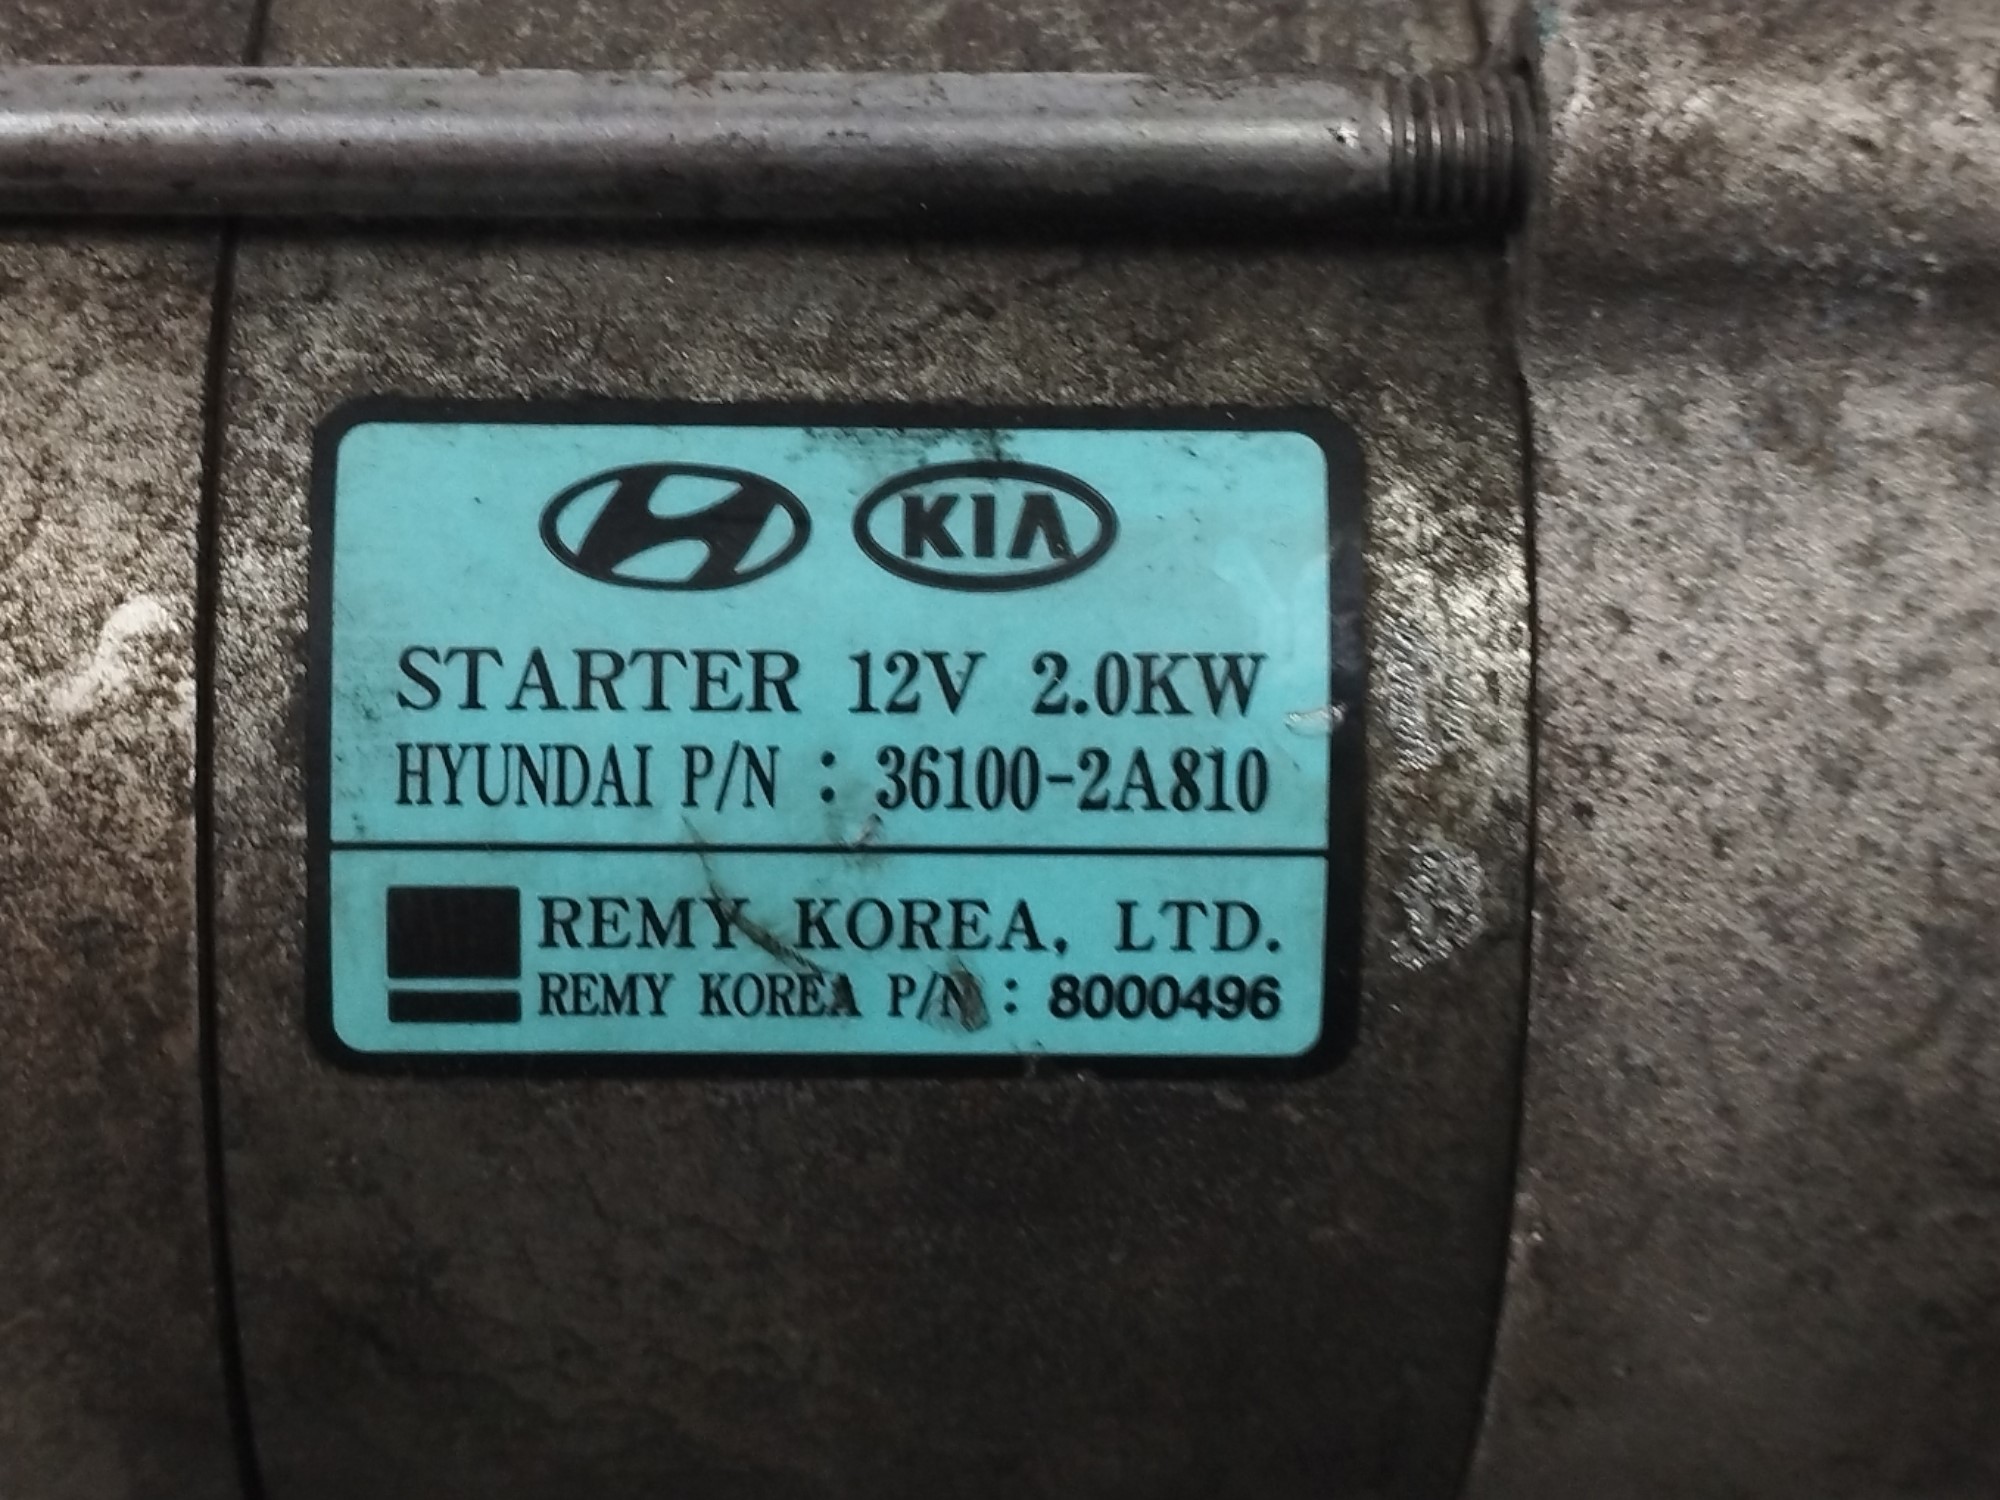 KIA
STARTER 12V 2.0KW
HYUNDAI P/N : 36100-2A810
REMY KOREA, LTD.
REMY KOREA P/N : 8000496